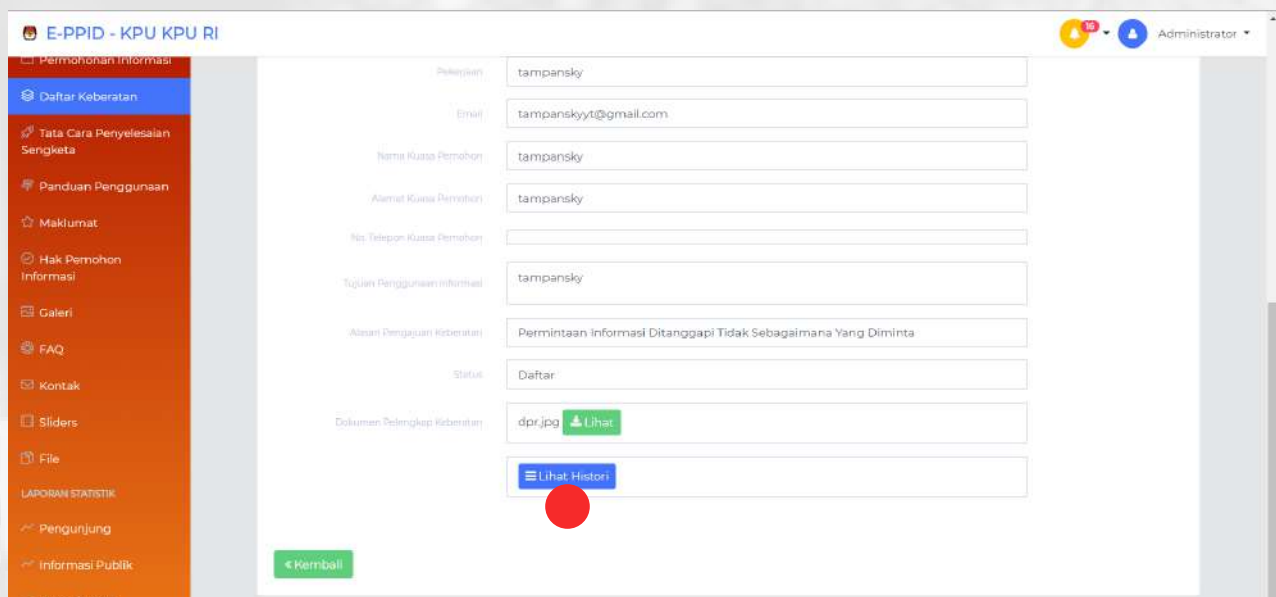 E-PPID - KPU KPU RI
16
Administrator
Permohonan Informasi
Daftar Keberatan
Tata Cara Penyelesaian
Sengketa
Panduan Penggunaan
Maklumat
Hak Pemohon
Informasi
Galeri
FAQ
Kontak
Sliders
File
LAPORAN STATISTIK
Pengunjung
Informasi Publik
Pekerjaan
tampansky
Email
tampanskyyt@gmail.com
Nama Kuasa Pemohon
tampansky
Alamat Kuasa Pemohon
tampansky
No. Telepon Kuasa Pemohon
Tujuan Penggunaan Informasi
tampansky
Alasan Pengajuan Keberatan
Permintaan Informasi Ditanggapi Tidak Sebagaimana Yang Diminta
Status
Daftar
Dokumen Pelengkap Keberatan
dpr.jpg Lihat
Lihat Histori
Kembali